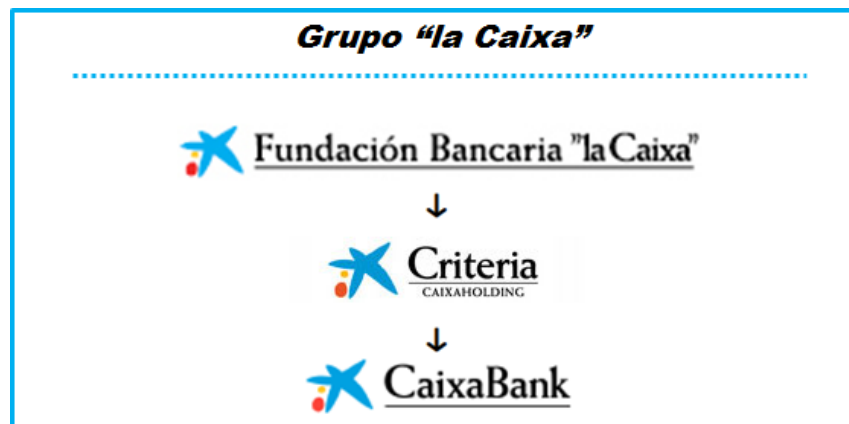 Grupo “la Caixa”
Fundación Bancaria ”la Caixa”
↓
Criteria
CAIXAHOLDING
↓
CaixaBank